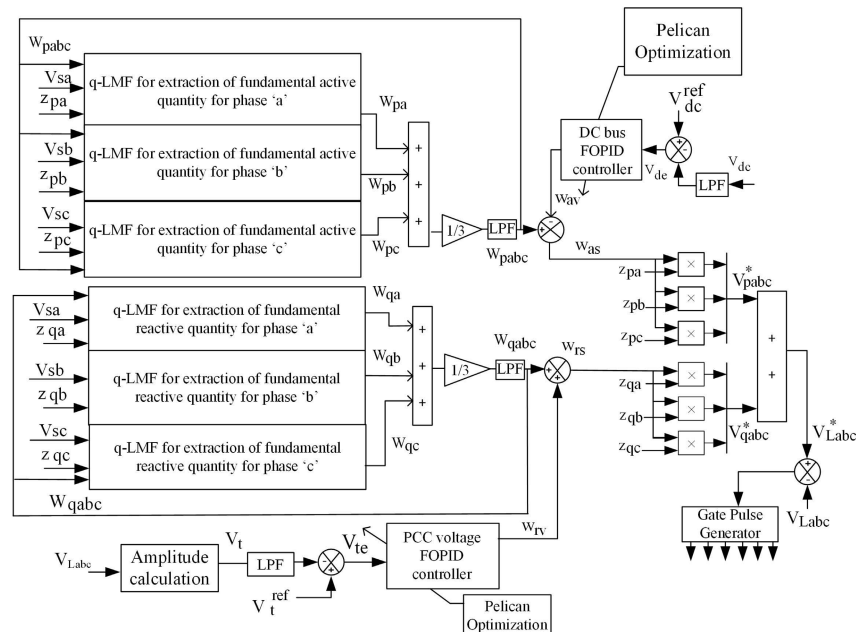 Wpabc
Vsa
zpa
q-LMF for extraction of fundamental active
quantity for phase 'a'
Wpa
Vsb
zpb
q-LMF for extraction of fundamental active
quantity for phase 'b'
Wpb
Vsc
zpc
q-LMF for extraction of fundamental active
quantity for phase 'c'
Wpc
+
+
+
1/3
LPF
Wpabc
+
-
Pelican
Optimization
DC bus
FOPID
controller
wav
Vdc ref
+
-
Vde
LPF
Vdc
was
zpa
×
zpb
×
zpc
×
V*pabc
Vsa
z qa
q-LMF for extraction of fundamental
reactive quantity for phase 'a'
Wqa
Vsb
z qb
q-LMF for extraction of fundamental
reactive quantity for phase 'b'
Wqb
Vsc
z qc
q-LMF for extraction of fundamental
reactive quantity for phase 'c'
Wqc
Wqabc
+
+
+
1/3
LPF
Wqabc
+
+
wrs
zqa
×
zqb
×
zqc
×
V*qabc
+
+
V*Labc
+
-
VLabc
Gate Pulse
Generator
VLabc
Amplitude
calculation
Vt
LPF
-
+
Vt ref
Vte
PCC voltage
FOPID
controller
wrv
Pelican
Optimization